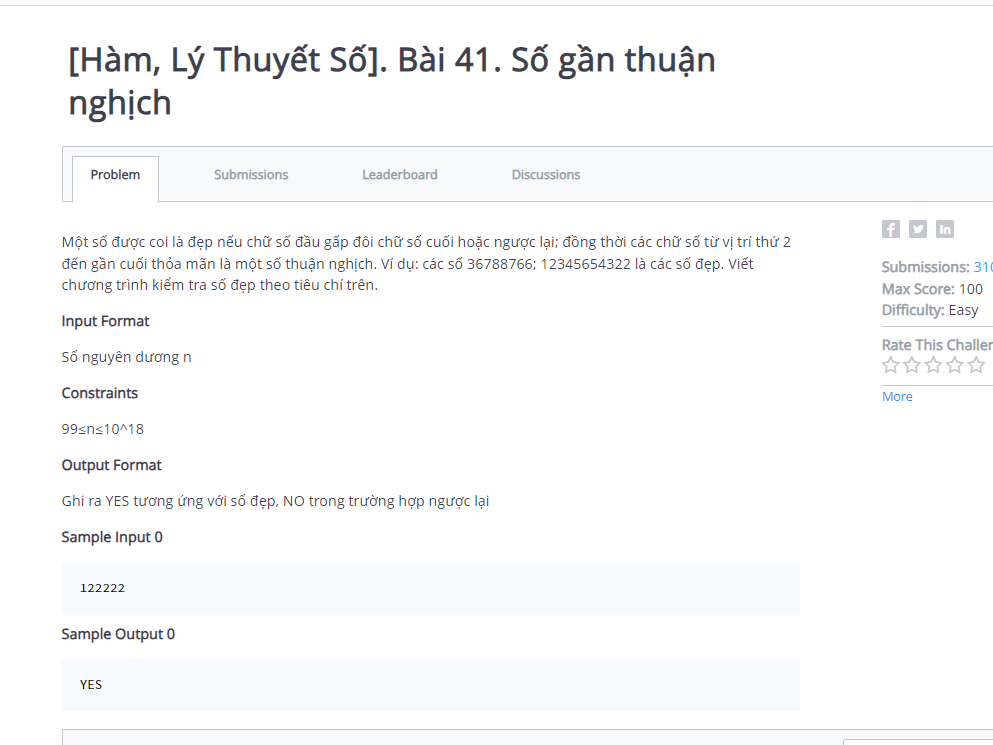 [Hàm, Lý Thuyết Số]. Bài 41. Số gần thuận
nghịch
Problem
Submissions
Leaderboard
Discussions
Một số được coi là đẹp nếu chữ số đầu gấp đôi chữ số cuối hoặc ngược lại; đồng thời các chữ số từ vị trí thứ 2
đến gần cuối thỏa mãn là một số thuận nghịch. Ví dụ: các số 36788766; 12345654322 là các số đẹp. Viết
chương trình kiểm tra số đẹp theo tiêu chí trên.
Input Format
Số nguyên dương n
Constraints
99≤n≤10^18
Output Format
Ghi ra YES tương ứng với số đẹp, NO trong trường hợp ngược lại
Sample Input 0
122222
Sample Output 0
YES
Submissions: 310
Max Score: 100
Difficulty: Easy
Rate This Challen
More